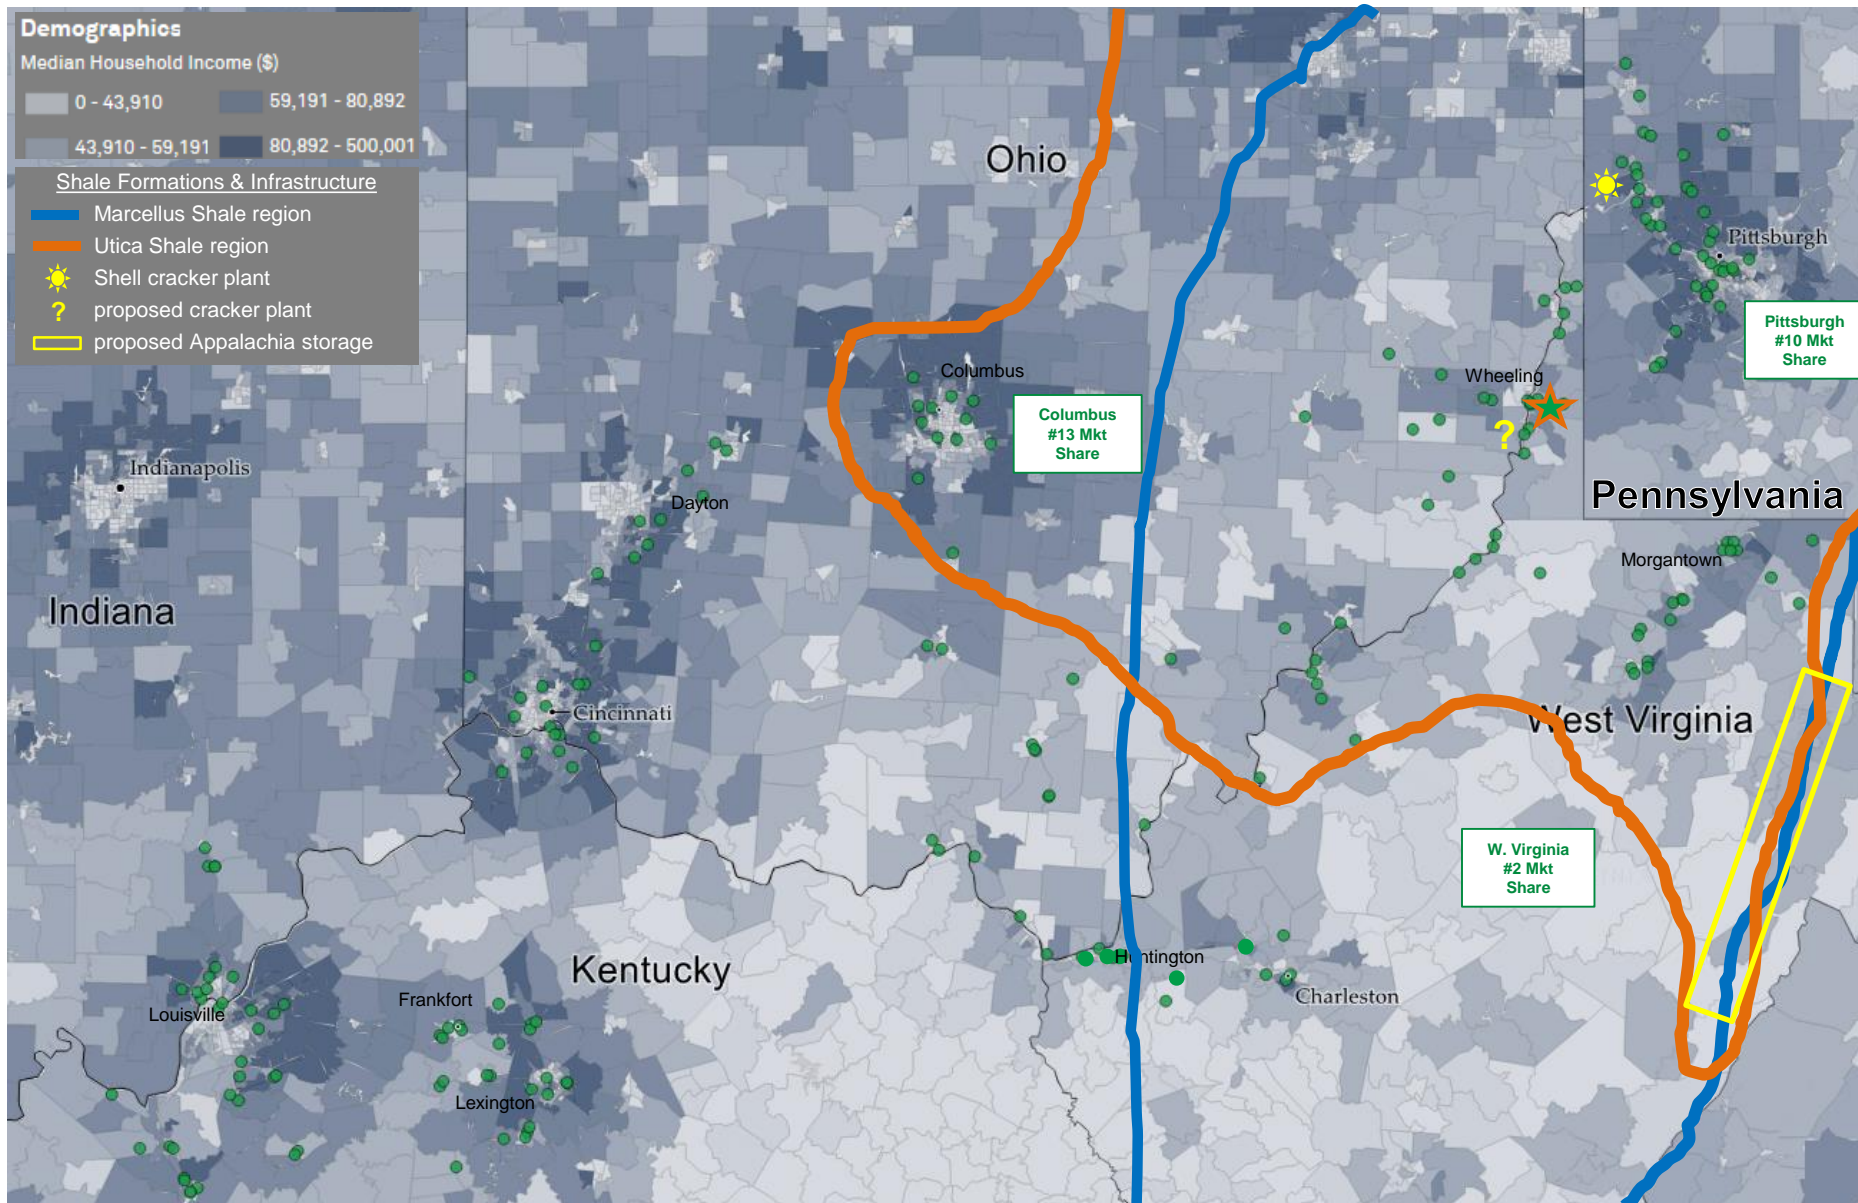 Demographics
Median Household Income ($)
0 - 43,910
59,191 - 80,892
43,910 - 59,191
80,892 - 500,001
Shale Formations & Infrastructure
Marcellus Shale region
Utica Shale region
Shell cracker plant
? proposed cracker plant
proposed Appalachia storage
Ohio
Pittsburgh
Pittsburgh
#10 Mkt
Share
Columbus
Wheeling
Columbus
#13 Mkt
Share
?
Indianapolis
Dayton
Pennsylvania
Morgantown
Indiana
Cincinnati
West Virginia
W. Virginia
#2 Mkt
Share
Kentucky
Huntington
Charleston
Frankfort
Louisville
Lexington